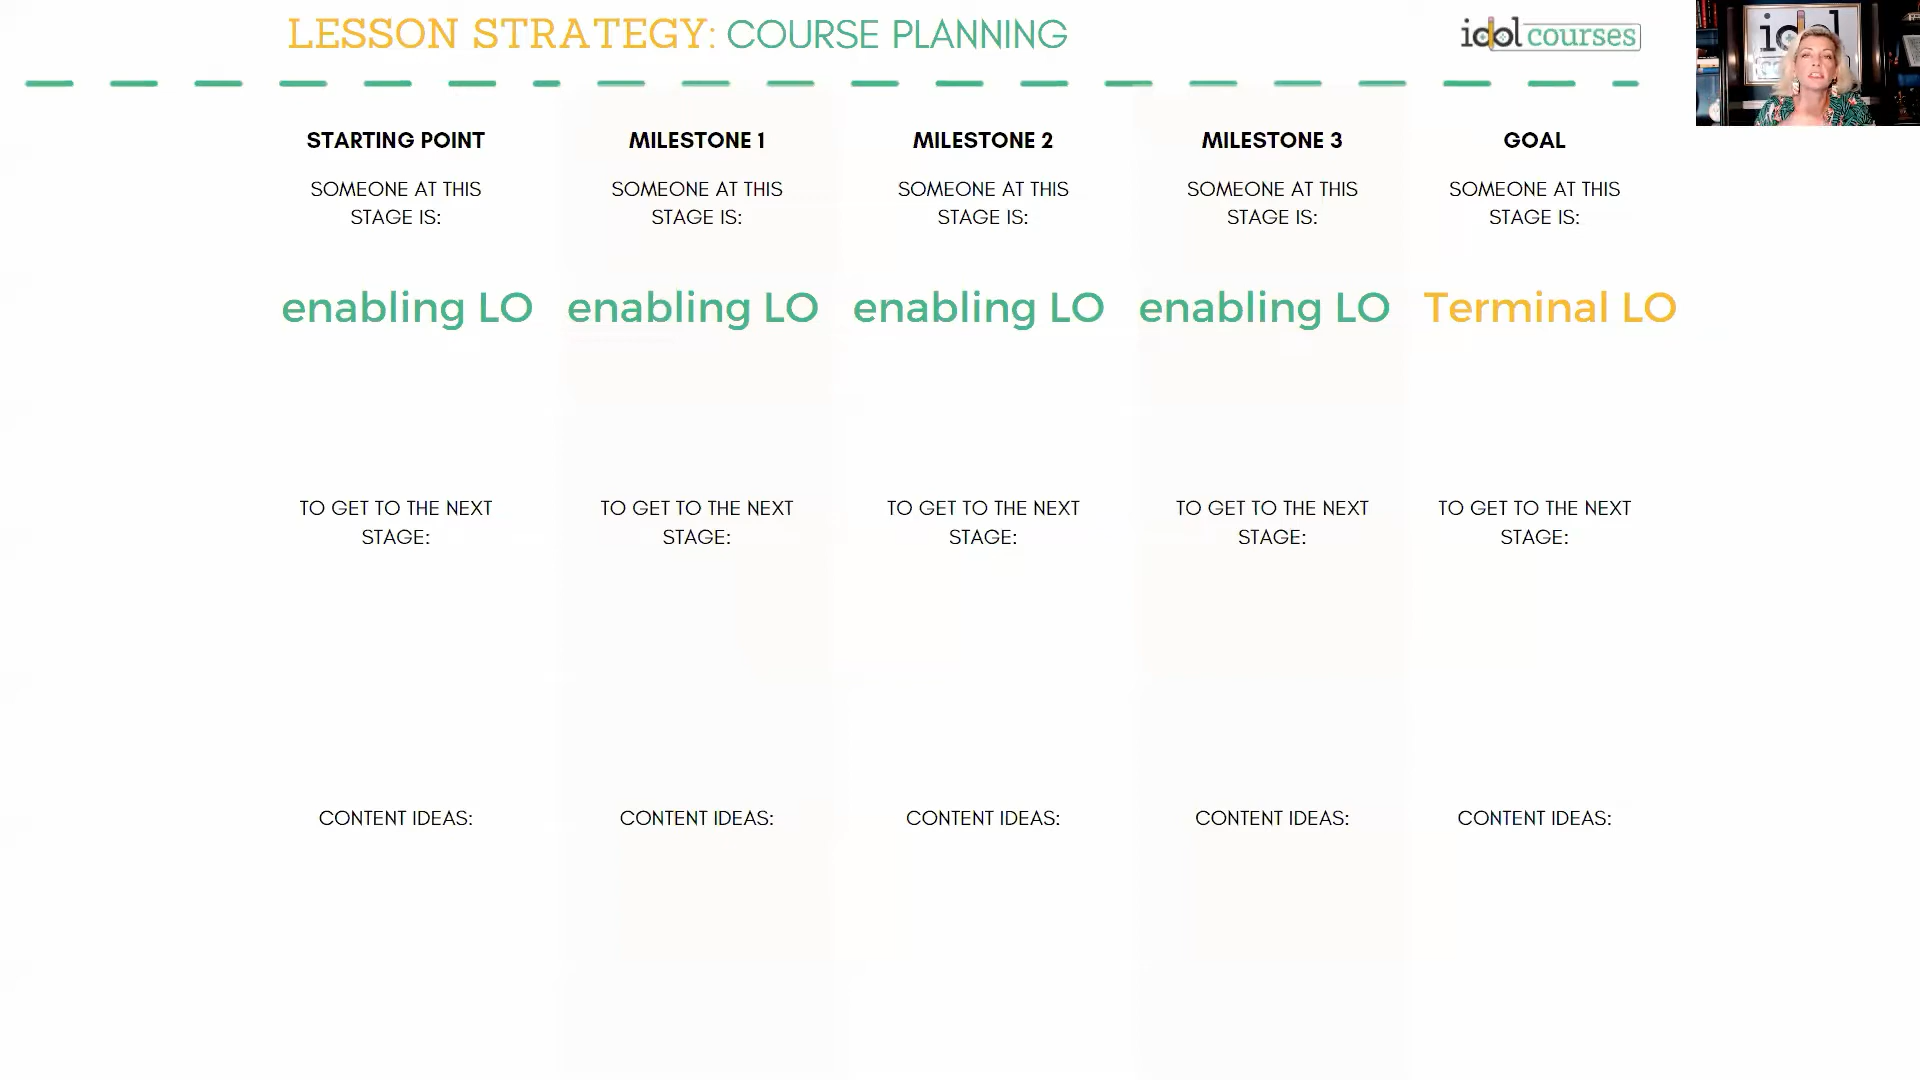 LESSON STRATEGY: COURSE PLANNING
idol courses
STARTING POINT
SOMEONE AT THIS
STAGE IS:
enabling LO
TO GET TO THE NEXT
STAGE:
CONTENT IDEAS:
MILESTONE 1
SOMEONE AT THIS
STAGE IS:
enabling LO
TO GET TO THE NEXT
STAGE:
CONTENT IDEAS:
MILESTONE 2
SOMEONE AT THIS
STAGE IS:
enabling LO
TO GET TO THE NEXT
STAGE:
CONTENT IDEAS:
MILESTONE 3
SOMEONE AT THIS
STAGE IS:
enabling LO
TO GET TO THE NEXT
STAGE:
CONTENT IDEAS:
GOAL
SOMEONE AT THIS
STAGE IS:
Terminal LO
TO GET TO THE NEXT
STAGE:
CONTENT IDEAS: